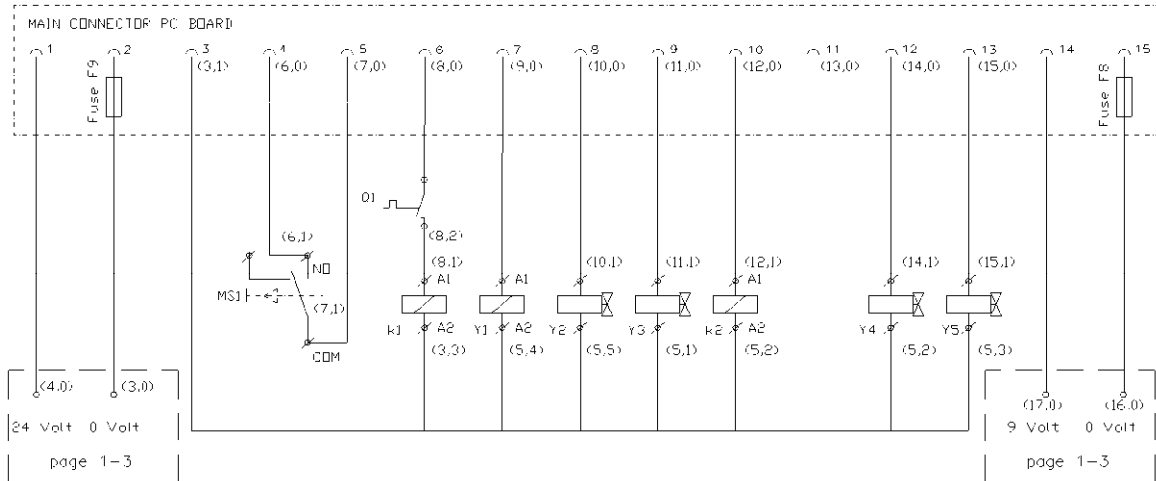 MAIN CONNECTOR PC BOARD
1 2 3 4 5 6 7 8 9 10 11 12 13 14 15
(3,1) (6,0) (7,0) (8,0) (9,0) (10,0) (11,0) (12,0) (13,0) (14,0) (15,0)
Fuse F9
Fuse F8
Q1
(6,1) (8,2)
(8.1) (10.1) (11.1) (12,1) (14,1) (15,1)
NO A1 A1 A1
MS1 (7,1)
k1 A2 Y1 A2 Y2 Y3 k2 A2 Y4 Y5
COM (3,3) (5,4) (5,5) (5,1) (5,2) (5,2) (5,3)
(4.0) (3,0) (17,0) (16.0)
24 Volt 0 Volt 9 Volt 0 Volt
page 1-3 page 1-3